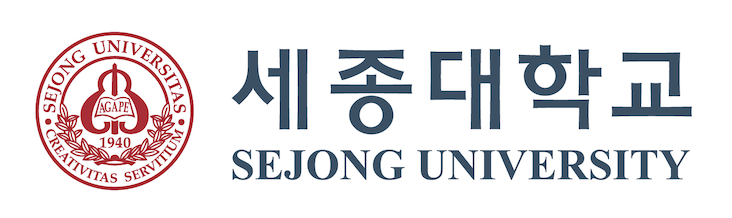 SEJONG UNIVERSITAS
AGAPE
1940
CREATIVITAS SERVITIUM
세종대학교
SEJONG UNIVERSITY